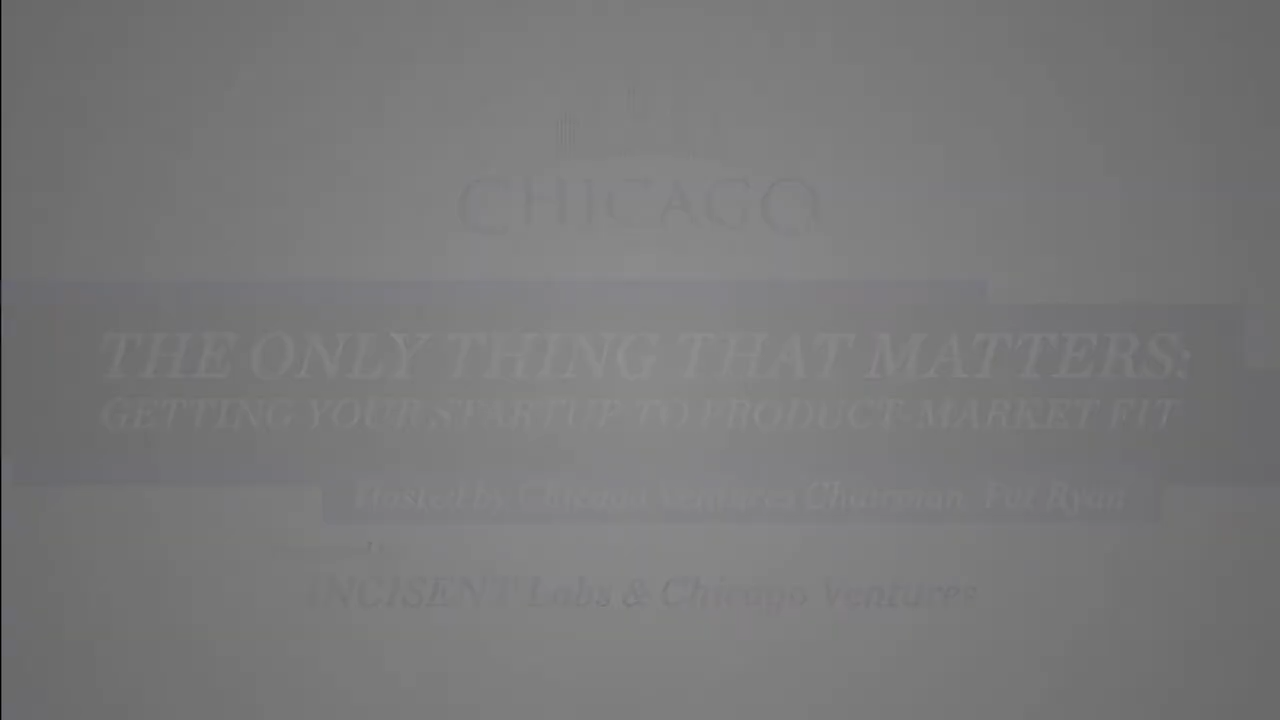 CHICAGO
THE ONLY THING THAT MATTERS:
GETTING YOUR STARTUP TO PRODUCT-MARKET FIT
Hosted by Chicago Ventures Chairman, Pat Ryan
INCISENT Labs & Chicago Ventures